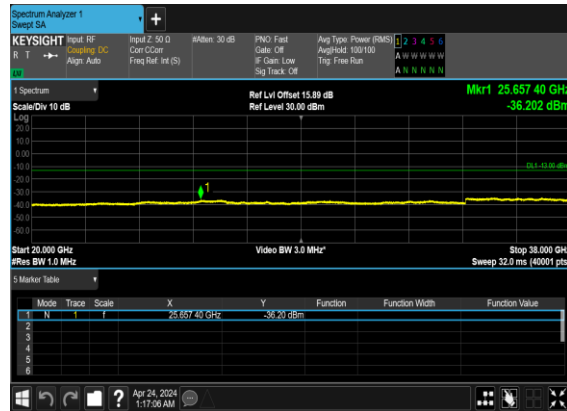 Spectrum Analyzer 1
Swept SA
+
KEYSIGHT Input: RF Input Z: 50 Ω #Atten: 30 dB PNO: Fast Avg Type: Power (RMS) 1 2 3 4 5 6
R T Coupling: DC Corr CCorr Gate: Off Avg|Hold: 100/100 A W W W W W
Align: Auto Freq Ref: Int (S) IF Gain: Low Trig: Free Run
Sig Track: Off A N N N N N
1 Spectrum Ref Lvl Offset 15.89 dB Mkr1 25.657 40 GHz
Scale/Div 10 dB Ref Level 30.00 dBm -36.202 dBm
Log
20.0
10.0
0.00
-10.0 DL1 -13.00 dBm
-20.0
-30.0 1
-40.0
-50.0
-60.0
Start 20.000 GHz Video BW 3.0 MHz* Stop 38.000 GHz
#Res BW 1.0 MHz Sweep 32.0 ms (40001 pts)
5 Marker Table
Mode Trace Scale X Y Function Function Width Function Value
1 N 1 f 25.657 40 GHz -36.20 dBm
2
3
4
5
6
? Apr 24, 2024
1:17:06 AM